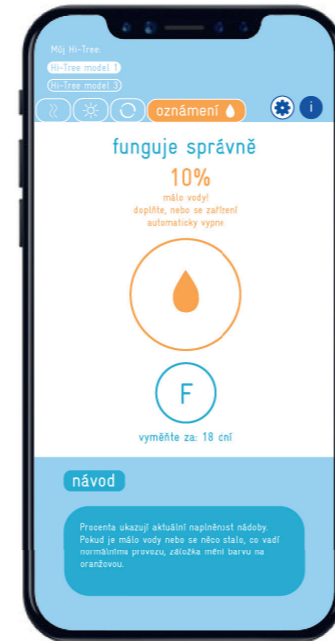 Můj Hi-Tree:
Hi-Tree model 1
Hi-Tree model 3
oznámení
i
funguje správně
10%
málo vody!
doplňte, nebo se zařízení
automaticky vypne
F
vyměňte za: 18 dní
návod
Procenta ukazují aktuální naplněnost nádoby.
Pokud je málo vody nebo se něco stalo, co vadí
normálnímu provozu, záložka mění barvu na
oranžovou.